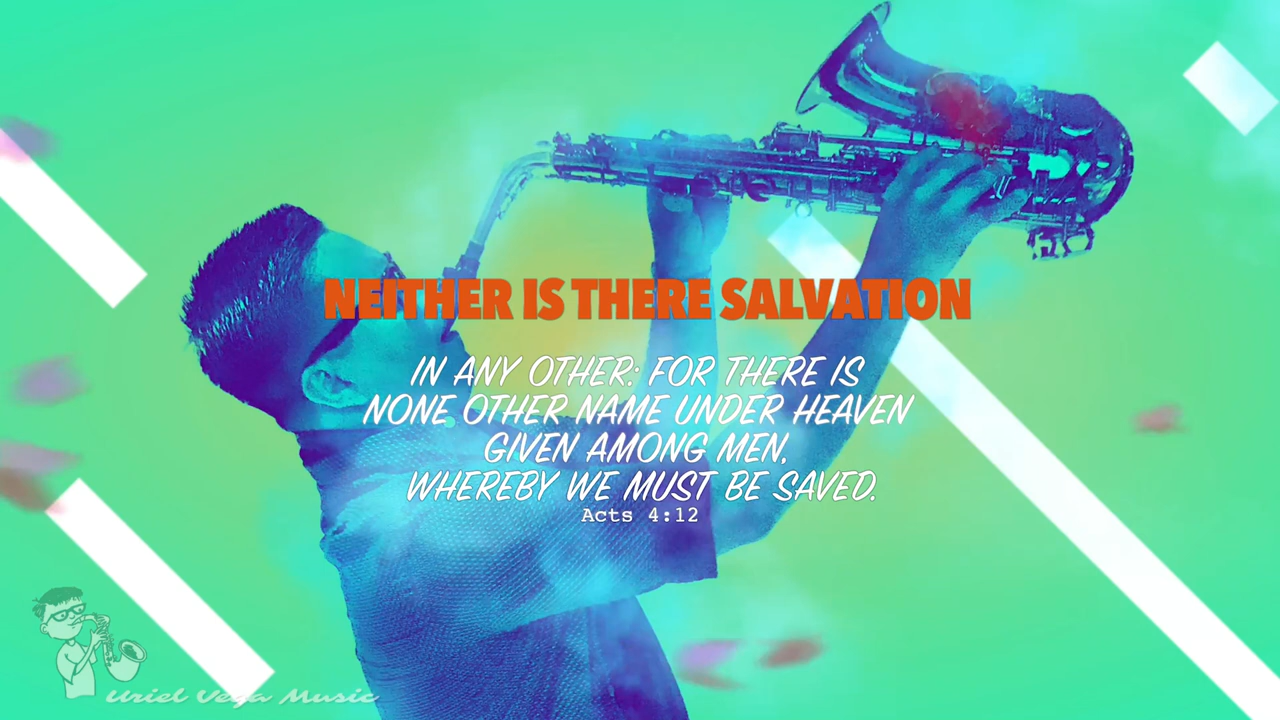 NEITHER IS THERE SALVATION
IN ANY OTHER: FOR THERE IS
NONE OTHER NAME UNDER HEAVEN
GIVEN AMONG MEN,
WHEREBY WE MUST BE SAVED.
Acts 4:12
Uriel Vega Music